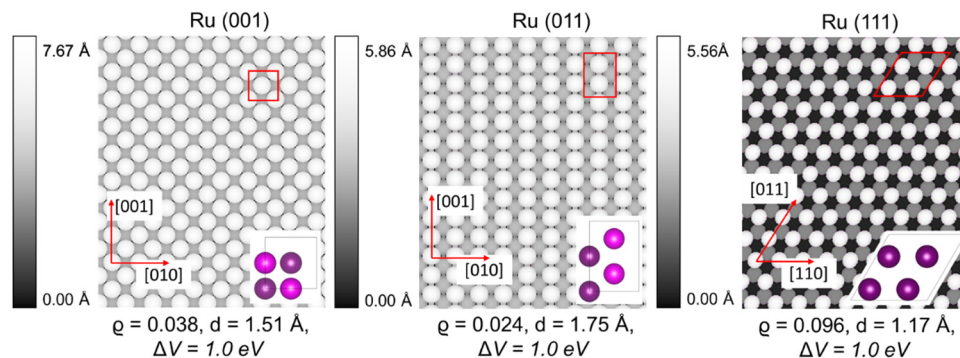 Ru (001)
7.67 Å
[001]
[010]
0.00 Å
ϱ = 0.038, d = 1.51 Å,
ΔV = 1.0 eV
Ru (011)
5.86 Å
[001]
[010]
0.00 Å
ϱ = 0.024, d = 1.75 Å,
ΔV = 1.0 eV
Ru (111)
5.56Å
[011]
[110]
0.00 Å
ϱ = 0.096, d = 1.17 Å,
ΔV = 1.0 eV